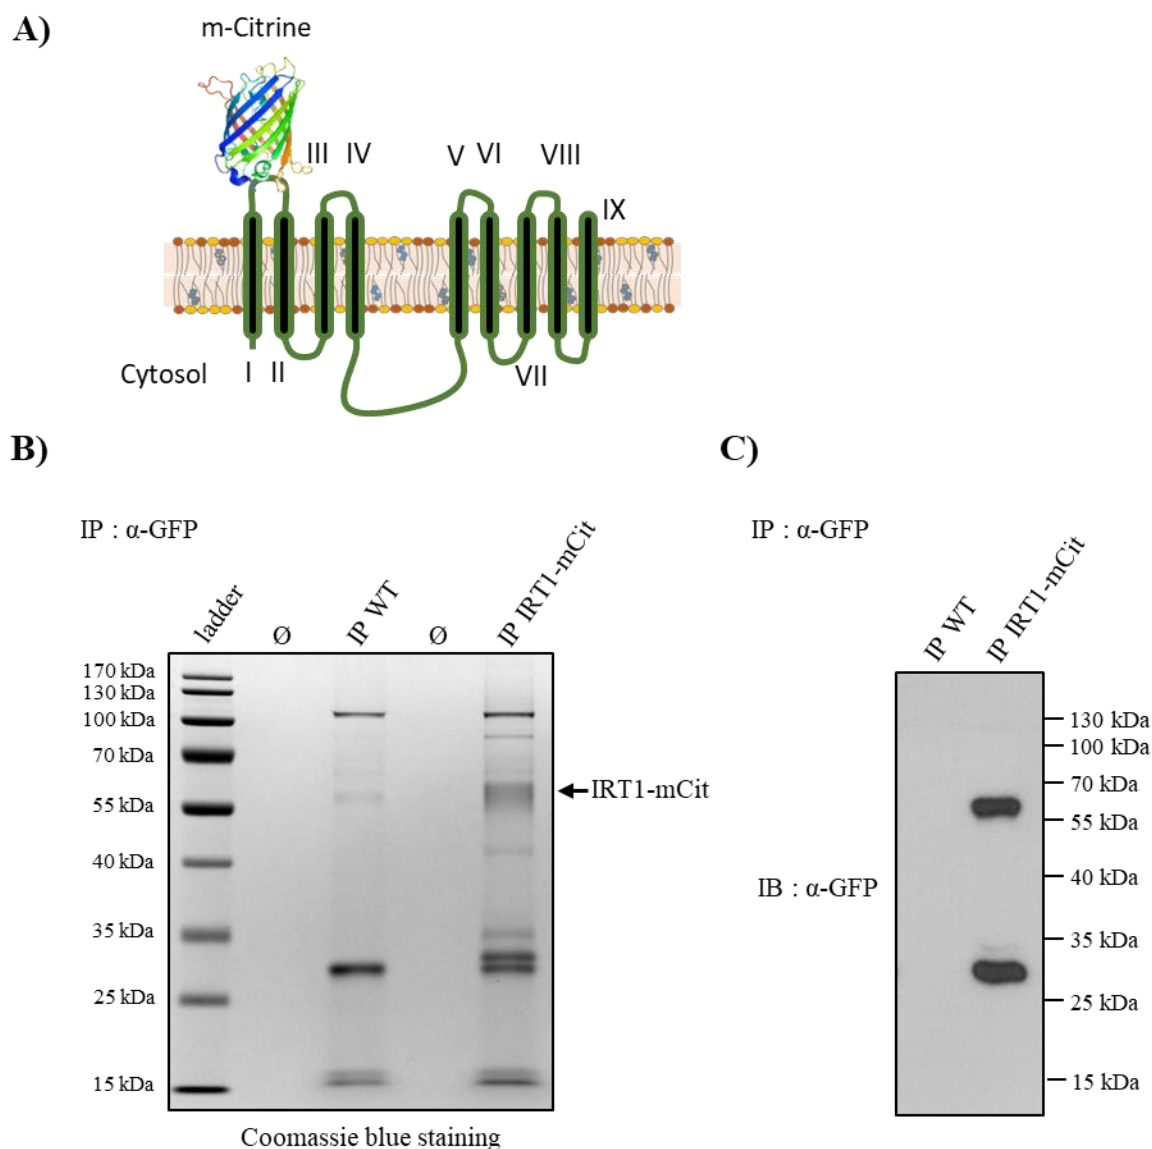 A)
m-Citrine
III IV V VI VIII
IX
Cytosol I II VII
B)
IP : α-GFP
ladder
Ø
IP WT
Ø
IP IRT1-mCit
170 kDa
130 kDa
100 kDa
70 kDa
55 kDa
40 kDa
35 kDa
25 kDa
15 kDa
IRT1-mCit
Coomassie blue staining
C)
IP : α-GFP
IP WT
IP IRT1-mCit
IB : α-GFP
130 kDa
100 kDa
70 kDa
55 kDa
40 kDa
35 kDa
25 kDa
15 kDa